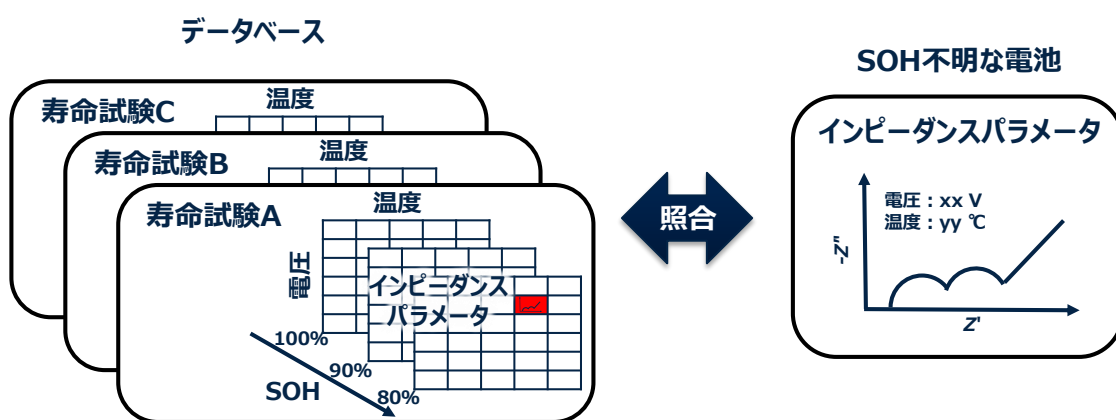 データベース
寿命試験C
温度
寿命試験B
温度
寿命試験A
温度
電圧
インピーダンス
パラメータ
100%
90%
80%
SOH
照合
SOH不明な電池
インピーダンスパラメータ
電圧：xx V
温度：yy ℃
-Z''
Z'